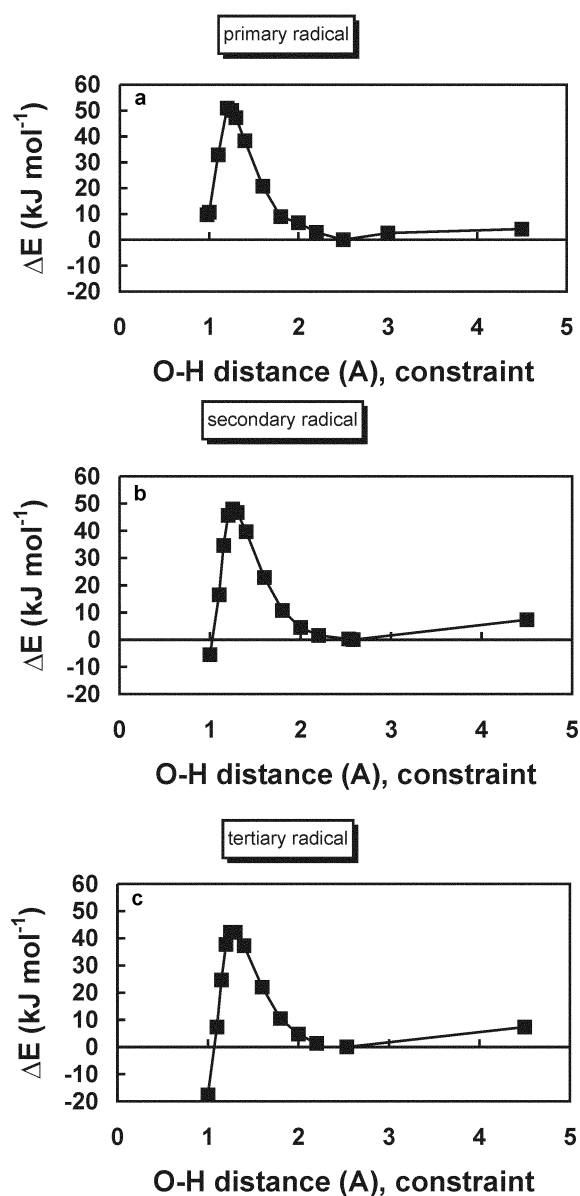 primary radical
a
60
50
40
30
20
10
0
-10
-20
ΔE (kJ mol⁻¹)
0 1 2 3 4 5
O-H distance (A), constraint
secondary radical
b
60
50
40
30
20
10
0
-10
-20
ΔE (kJ mol⁻¹)
0 1 2 3 4 5
O-H distance (A), constraint
tertiary radical
c
60
50
40
30
20
10
0
-10
-20
ΔE (kJ mol⁻¹)
0 1 2 3 4 5
O-H distance (A), constraint